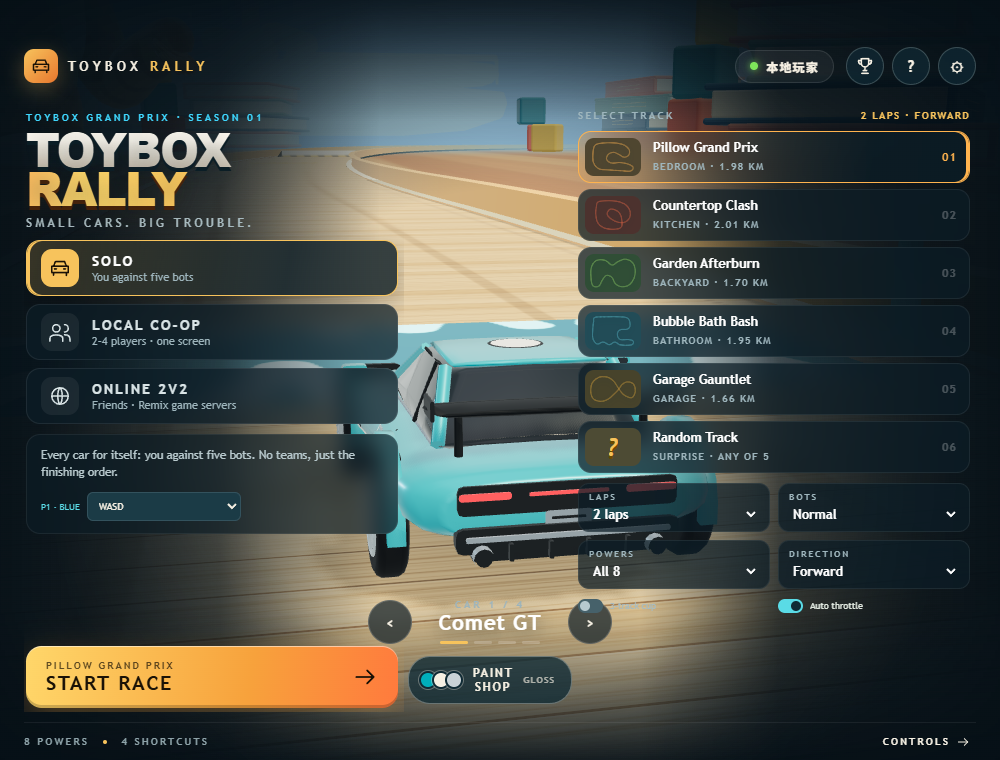 TOYBOX RALLY
本地玩家
?
TOYBOX GRAND PRIX · SEASON 01
TOYBOX
RALLY
SMALL CARS. BIG TROUBLE.
SOLO
You against five bots
LOCAL CO-OP
2-4 players · one screen
ONLINE 2V2
Friends · Remix game servers
Every car for itself: you against five bots. No teams, just the
finishing order.
P1 · BLUE WASD
SELECT TRACK 2 LAPS · FORWARD
Pillow Grand Prix
BEDROOM · 1.98 KM
01
Countertop Clash
KITCHEN · 2.01 KM
02
Garden Afterburn
BACKYARD · 1.70 KM
03
Bubble Bath Bash
BATHROOM · 1.95 KM
04
Garage Gauntlet
GARAGE · 1.66 KM
05
?
Random Track
SURPRISE · ANY OF 5
06
LAPS
2 laps
BOTS
Normal
POWERS
All 8
DIRECTION
Forward
Auto throttle
CAR 1 / 4
< Comet GT >
PILLOW GRAND PRIX
START RACE
PAINT
SHOP
GLOSS
8 POWERS • 4 SHORTCUTS
CONTROLS →